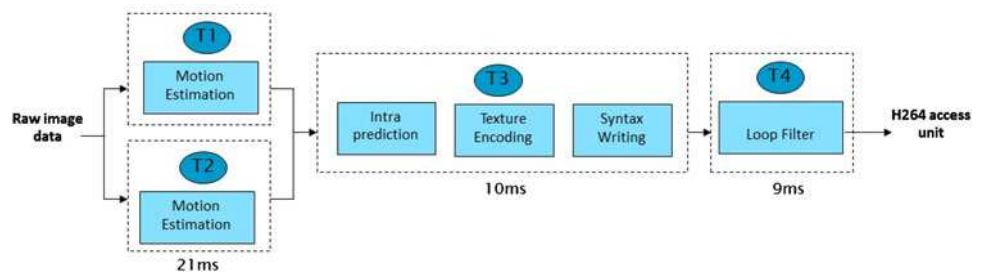 T1
Motion
Estimation
Raw image
data
T2
Motion
Estimation
21ms
T3
Intra
prediction
Texture
Encoding
Syntax
Writing
10ms
T4
Loop Filter
9ms
H264 access
unit